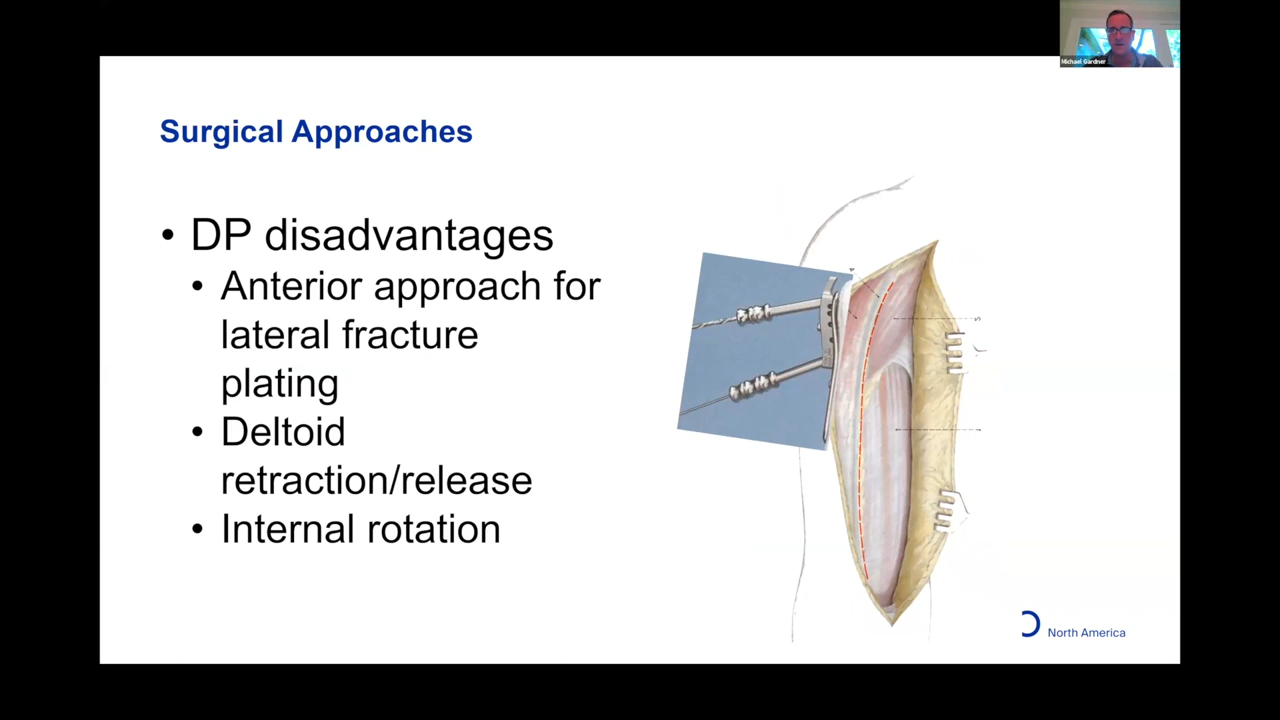 Michael Gardner
Surgical Approaches
• DP disadvantages
• Anterior approach for
lateral fracture
plating
• Deltoid
retraction/release
• Internal rotation
North America